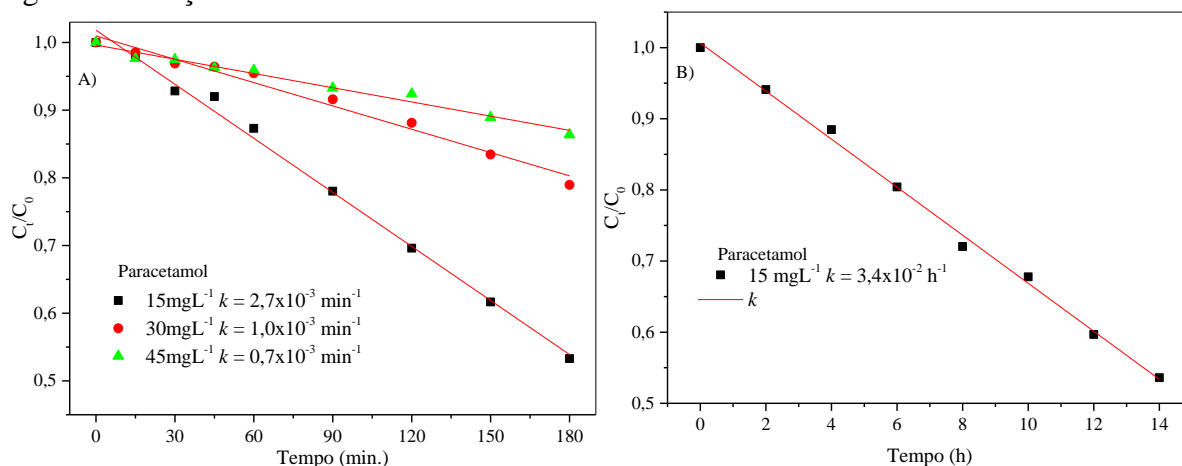 A)
C_t/C_0
1,0
0,9
0,8
0,7
0,6
0,5
Paracetamol
15mgL⁻¹ k = 2,7x10⁻³ min⁻¹
30mgL⁻¹ k = 1,0x10⁻³ min⁻¹
45mgL⁻¹ k = 0,7x10⁻³ min⁻¹
0 30 60 90 120 150 180
Tempo (min.)
B)
C_t/C_0
1,0
0,9
0,8
0,7
0,6
0,5
Paracetamol
15 mgL⁻¹ k = 3,4x10⁻² h⁻¹
k
0 2 4 6 8 10 12 14
Tempo (h)